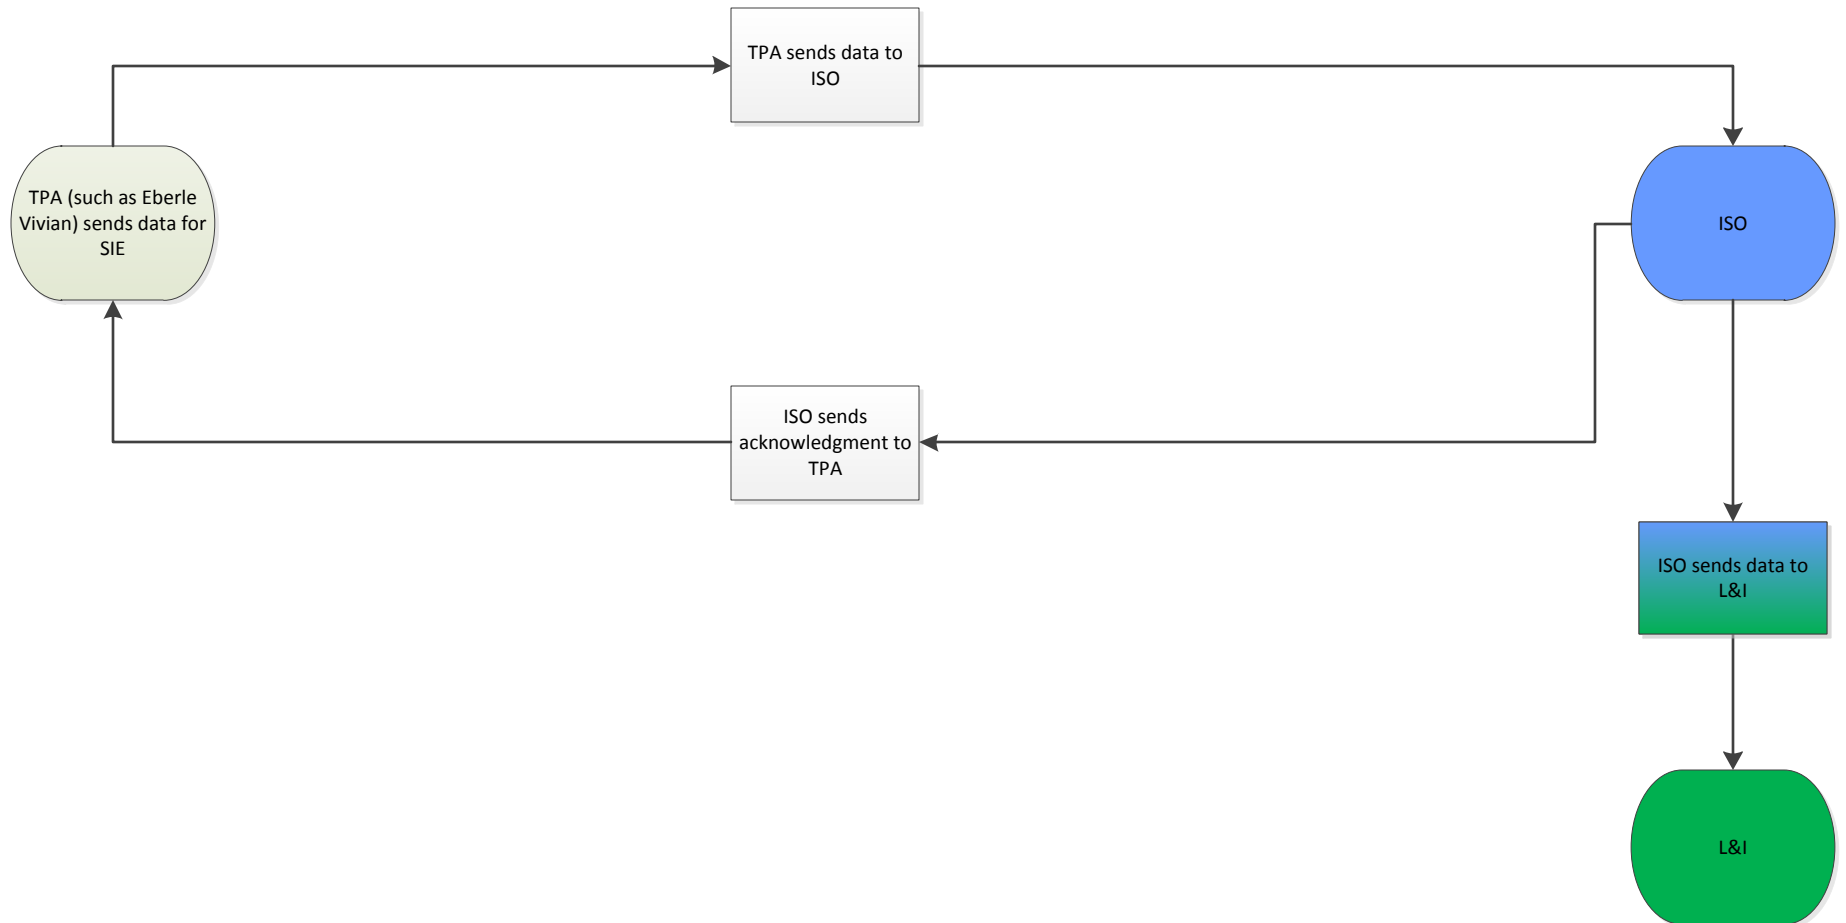 TPA sends data to
ISO
TPA (such as Eberle
Vivian) sends data for
SIE
ISO
ISO sends
acknowledgment to
TPA
ISO sends data to
L&I
L&I